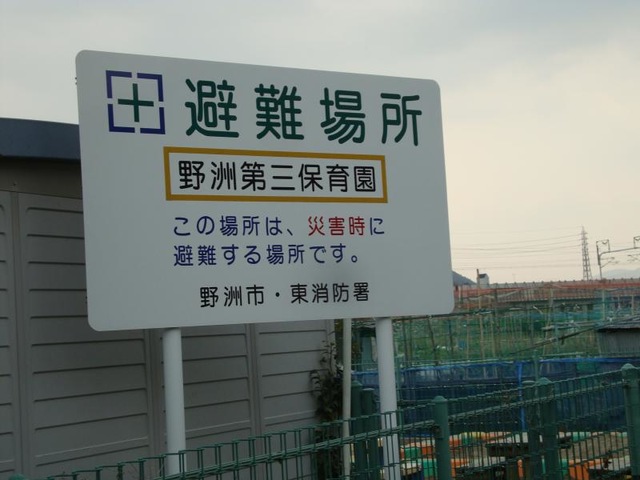 避難場所
野洲第三保育園
この場所は、災害時に
避難する場所です。
野洲市・東消防署